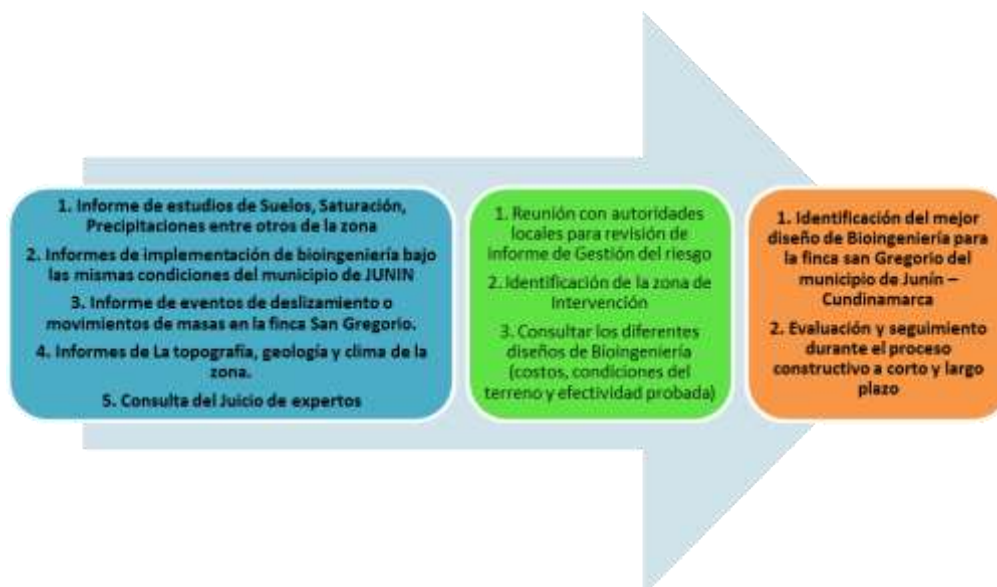 1. Informe de estudios de Suelos, Saturación,
Precipitaciones entre otros de la zona
2. Informes de implementación de bioingeniería bajo
las mismas condiciones del municipio de JUNIN
3. Informe de eventos de deslizamiento o
movimientos de masas en la finca San Gregorio.
4. Informes de La topografía, geología y clima de la
zona.
5. Consulta del Juicio de expertos
1. Reunión con autoridades
locales para revisión de
informe de Gestión del riesgo
2. Identificación de la zona de
Intervención
3. Consultar los diferentes
diseños de Bioingeniería
(costos, condiciones del
terreno y efectividad probada)
1. Identificación del mejor
diseño de Bioingeniería para
la finca san Gregorio del
municipio de Junín –
Cundinamarca
2. Evaluación y seguimiento
durante el proceso
constructivo a corto y largo
plazo